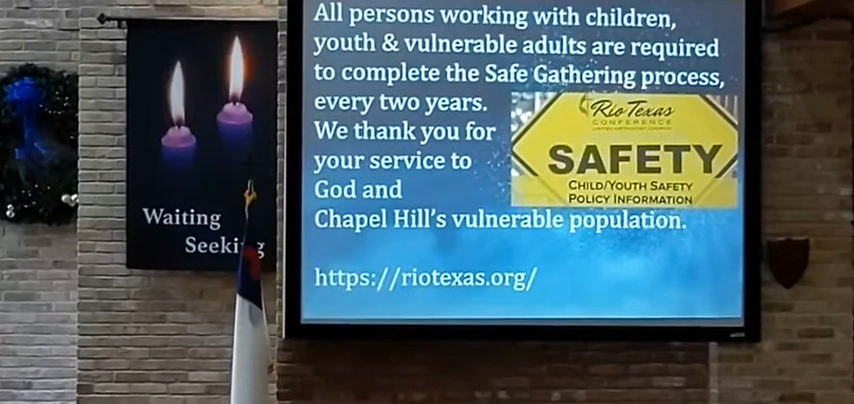 All persons working with children,
youth & vulnerable adults are required
to complete the Safe Gathering process,
every two years.
We thank you for
your service to
God and
Chapel Hill's vulnerable population.
https://riotexas.org/
Rio Texas
CONFERENCE
SAFETY
CHILD/YOUTH SAFETY
POLICY INFORMATION
Waiting
Seeking